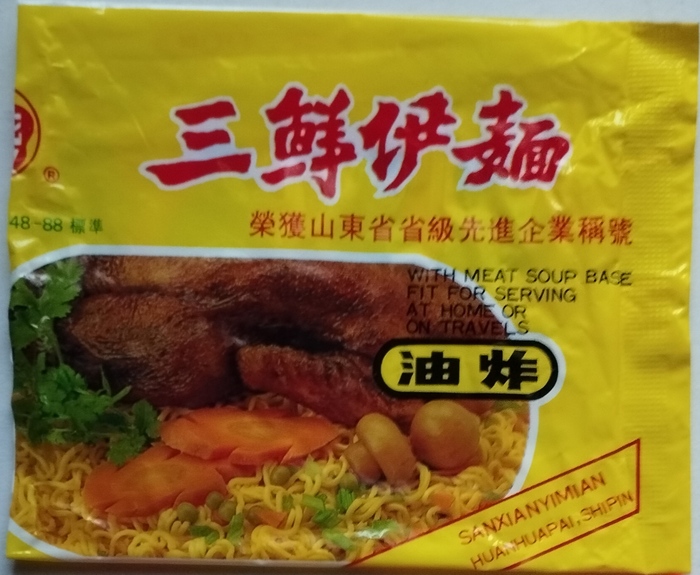 三鮮伊麵
®
48-88 標準
榮獲山東省省級先進企業稱號
WITH MEAT SOUP BASE
FIT FOR SERVING
AT HOME OR
ON TRAVELS
油炸
SANXIANYIMIAN
HUANHUAPAI,SHIPIN